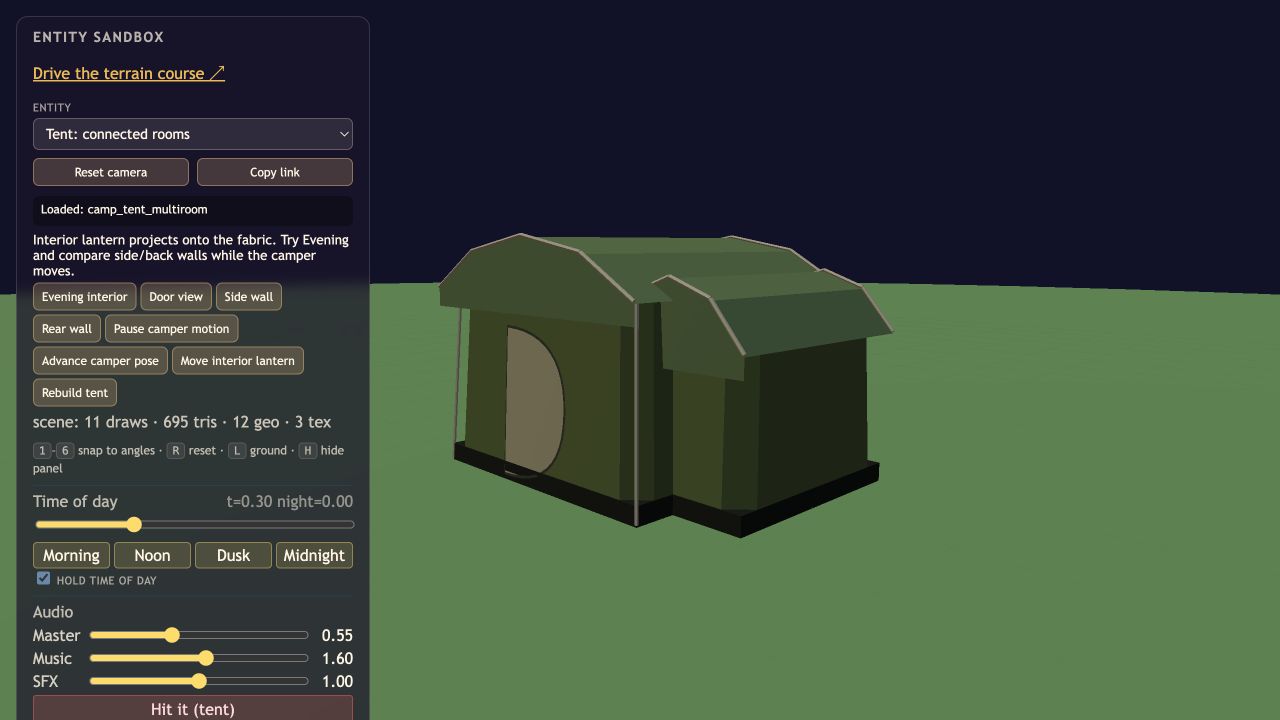 ENTITY SANDBOX
Drive the terrain course ↗
ENTITY
Tent: connected rooms
Reset camera Copy link
Loaded: camp_tent_multiroom
Interior lantern projects onto the fabric. Try Evening
and compare side/back walls while the camper
moves.
Evening interior Door view Side wall
Rear wall Pause camper motion
Advance camper pose Move interior lantern
Rebuild tent
scene: 11 draws · 695 tris · 12 geo · 3 tex
1-6 snap to angles · R reset · L ground · H hide
panel
Time of day t=0.30 night=0.00
Morning Noon Dusk Midnight
HOLD TIME OF DAY
Audio
Master 0.55
Music 1.60
SFX 1.00
Hit it (tent)